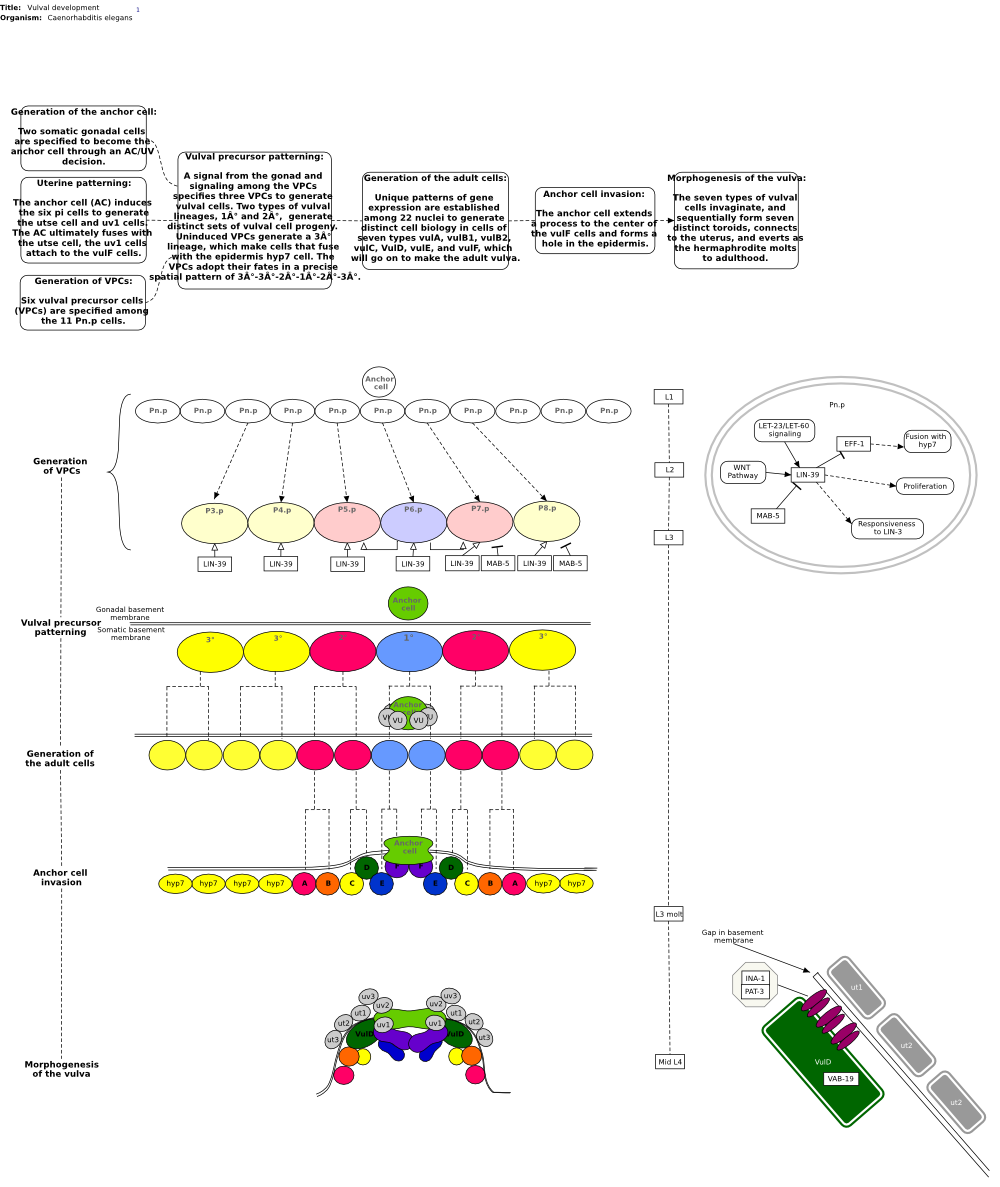 Title: Vulval development
1
Organism: Caenorhabditis elegans
Generation of the anchor cell:
Two somatic gonadal cells
are specified to become the
anchor cell through an AC/UV
decision.
Uterine patterning:
The anchor cell (AC) induces
the six pi cells to generate
the utse cell and uv1 cells.
The AC ultimately fuses with
the utse cell, the uv1 cells
attach to the vulF cells.
Generation of VPCs:
Six vulval precursor cells
(VPCs) are specified among
the 11 Pn.p cells.
Vulval precursor patterning:
A signal from the gonad and
signaling among the VPCs
specifies three VPCs to generate
vulval cells. Two types of vulval
lineages, 1Â° and 2Â°, generate
distinct sets of vulval cell progeny.
Uninduced VPCs generate a 3Â°
lineage, which make cells that fuse
with the epidermis hyp7 cell. The
VPCs adopt their fates in a precise
spatial pattern of 3Â°-3Â°-2Â°-1Â°-2Â°-3Â°.
Generation of the adult cells:
Unique patterns of gene
expression are established
among 22 nuclei to generate
distinct cell biology in cells of
seven types vulA, vulB1, vulB2,
vulC, VulD, vulE, and vulF, which
will go on to make the adult vulva.
Anchor cell invasion:
The anchor cell extends
a process to the center of
the vulF cells and forms a
hole in the epidermis.
Morphogenesis of the vulva:
The seven types of vulval
cells invaginate, and
sequentially form seven
distinct toroids, connects
to the uterus, and everts as
the hermaphrodite molts
to adulthood.
Anchor
cell
Pn.p Pn.p Pn.p Pn.p Pn.p Pn.p Pn.p Pn.p Pn.p Pn.p Pn.p
Generation
of VPCs
P3.p P4.p P5.p P6.p P7.p P8.p
LIN-39 LIN-39 LIN-39 LIN-39 LIN-39 MAB-5 LIN-39 MAB-5
L1
L2
L3
Pn.p
LET-23/LET-60
signaling
EFF-1
Fusion with
hyp7
WNT
Pathway
LIN-39
Proliferation
MAB-5
Responsiveness
to LIN-3
Anchor
cell
Gonadal basement
membrane
Vulval precursor
patterning
Somatic basement
membrane
3° 3° 2° 1° 2° 3°
Anchor
VU VU
Generation of
the adult cells
Anchor
cell
Anchor cell
invasion
hyp7 hyp7 hyp7 hyp7 A B C D E F F E D C B A hyp7 hyp7
L3 molt
Gap in basement
membrane
INA-1
PAT-3
ut1
ut2
ut2
VulD
VAB-19
Morphogenesis
of the vulva
uv3 uv3
uv2 uv2
ut1 ut1
ut2 ut2
uv1 uv1
ut3 ut3
VulD VulD
Mid L4